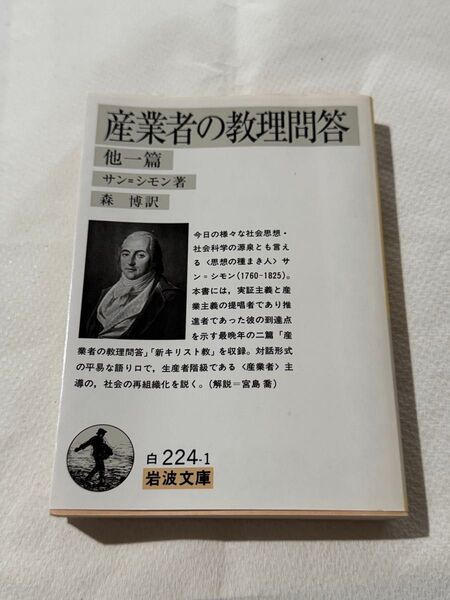 産業者の教理問答
他一篇
サン=シモン著
森 博訳
今日の様々な社会思想・
社会科学の源泉とも言え
る〈思想の種まき人〉サ
ン=シモン(1760-1825)。
本書には,実証主義と産
業主義の提唱者であり推
進者であった彼の到達点
を示す最晩年の二篇「産
業者の教理問答」「新キリスト教」を収録。対話形式
の平易な語り口で,生産者階級である〈産業者〉主
導の,社会の再組織化を説く。(解説=宮島 喬)
白 224-1
岩波文庫